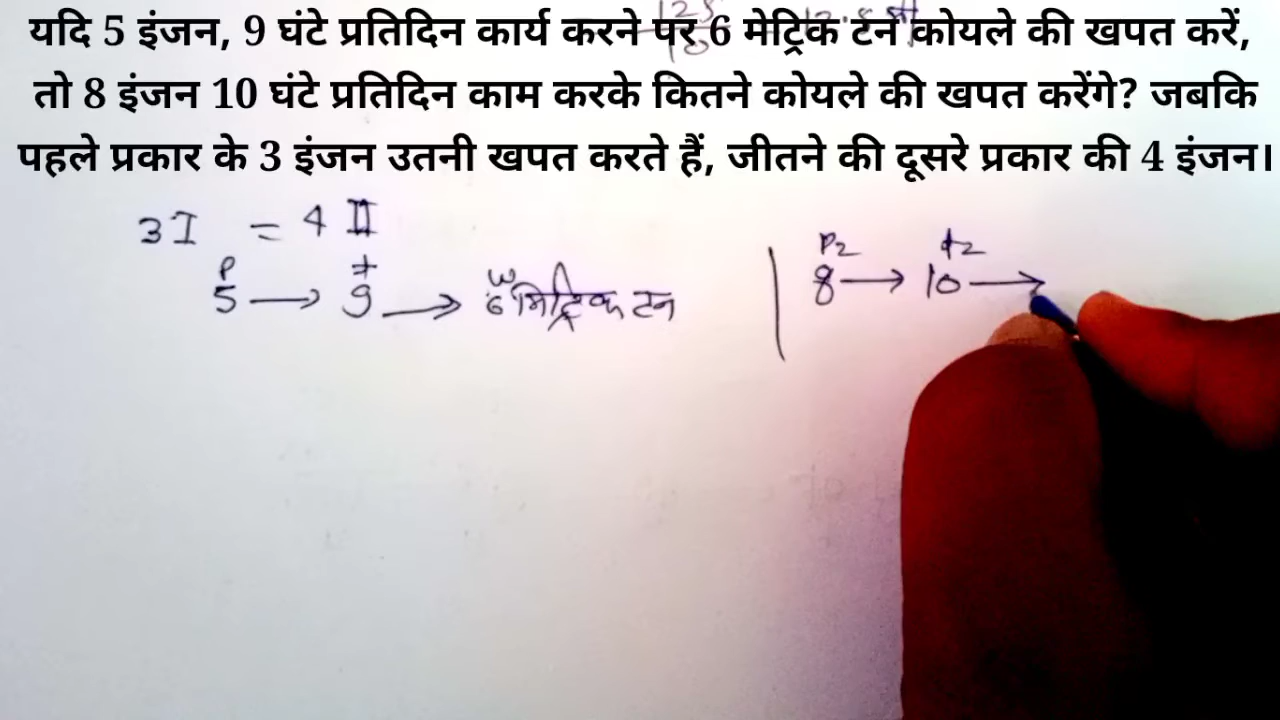 यदि 5 इंजन, 9 घंटे प्रतिदिन कार्य करने पर 6 मेट्रिक टन कोयले की खपत करें,
तो 8 इंजन 10 घंटे प्रतिदिन काम करके कितने कोयले की खपत करेंगे? जबकि
पहले प्रकार के 3 इंजन उतनी खपत करते हैं, जीतने की दूसरे प्रकार की 4 इंजन।
3 I = 4 II
P t W P2 t2
5 → 9 → 6 मिट्रिक टन | 8 → 10 →